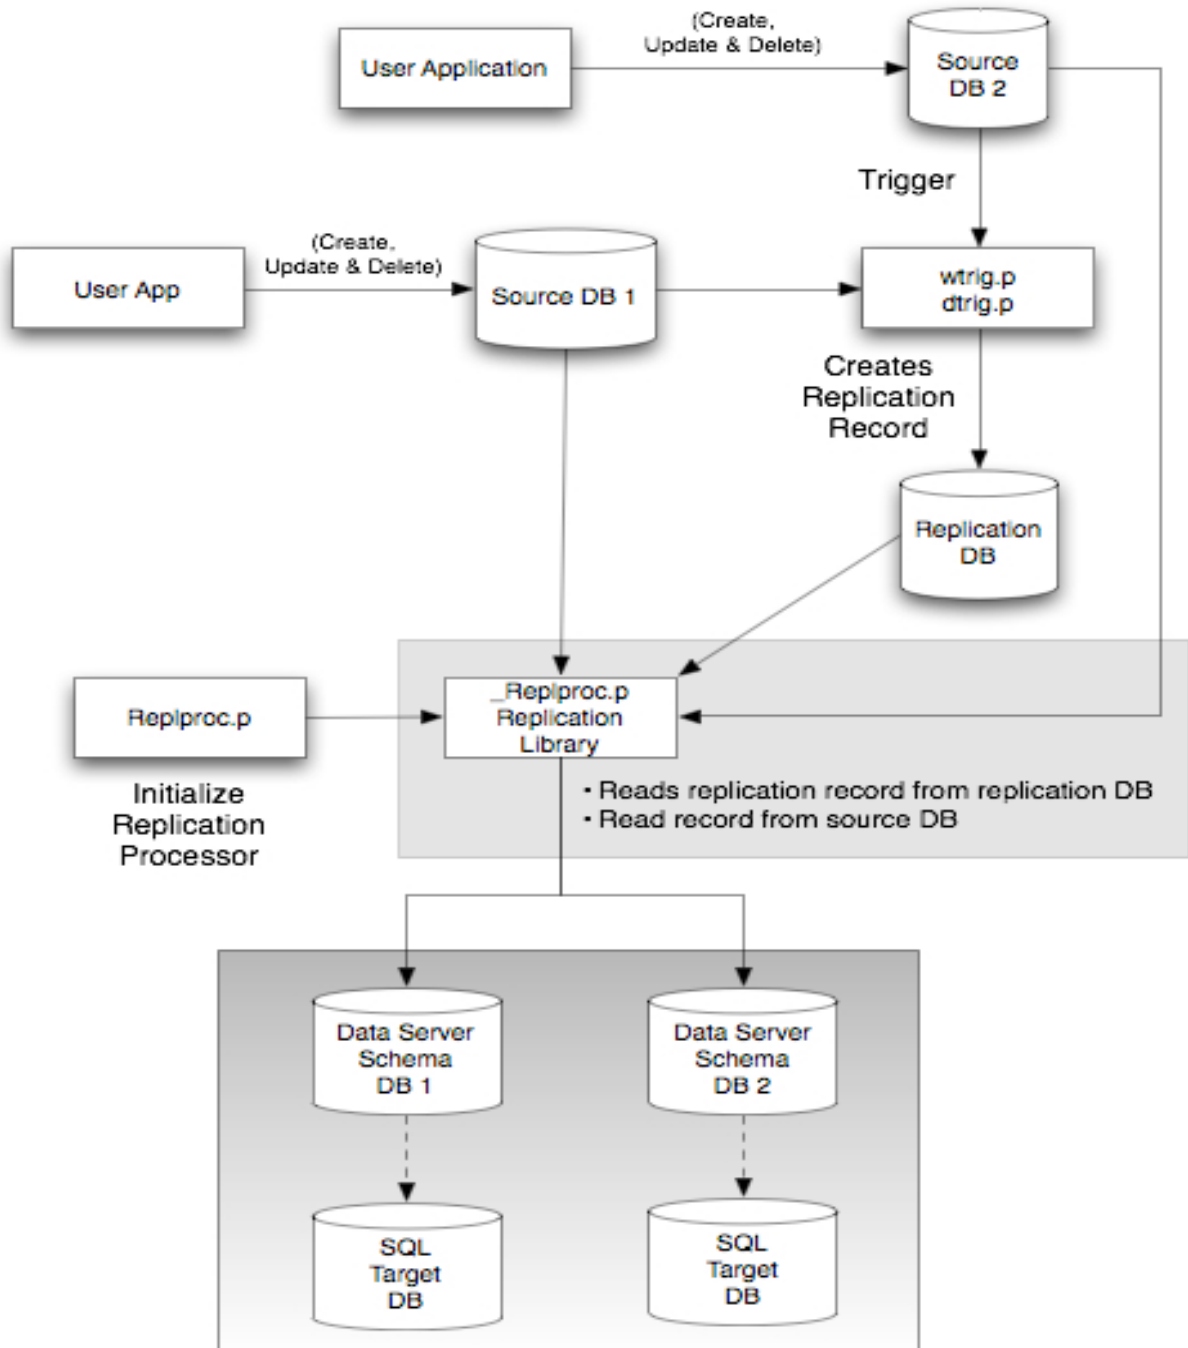 (Create,
Update & Delete)
User Application
Source
DB 2
Trigger
(Create,
Update & Delete)
User App
Source DB 1
wtrig.p
dtrig.p
Creates
Replication
Record
Replication
DB
Replproc.p
_Replproc.p
Replication
Library
Initialize
Replication
Processor
• Reads replication record from replication DB
• Read record from source DB
Data Server
Schema
DB 1
Data Server
Schema
DB 2
SQL
Target
DB
SQL
Target
DB